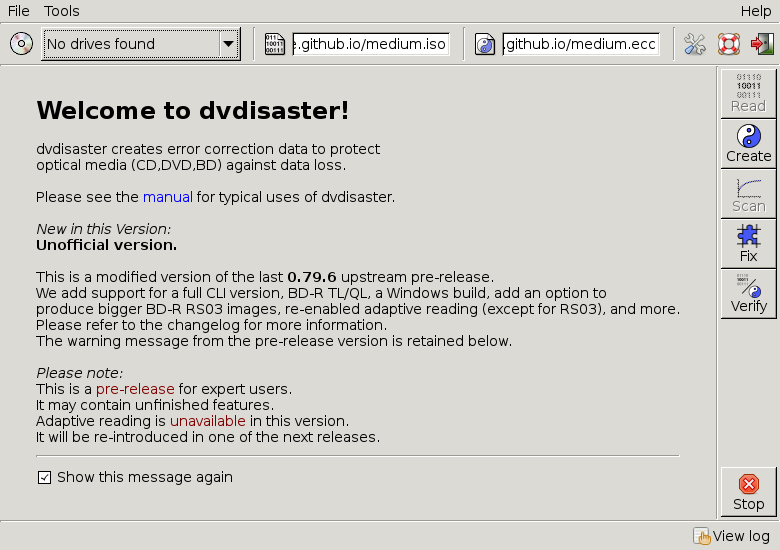 File Tools Help
No drives found
e.github.io/medium.iso
.github.io/medium.ecc
Welcome to dvdisaster!
dvdisaster creates error correction data to protect
optical media (CD,DVD,BD) against data loss.
Please see the manual for typical uses of dvdisaster.
New in this Version:
Unofficial version.
This is a modified version of the last 0.79.6 upstream pre-release.
We add support for a full CLI version, BD-R TL/QL, a Windows build, add an option to
produce bigger BD-R RS03 images, re-enabled adaptive reading (except for RS03), and more.
Please refer to the changelog for more information.
The warning message from the pre-release version is retained below.
Please note:
This is a pre-release for expert users.
It may contain unfinished features.
Adaptive reading is unavailable in this version.
It will be re-introduced in one of the next releases.
Show this message again
Read
Create
Scan
Fix
Verify
Stop
View log